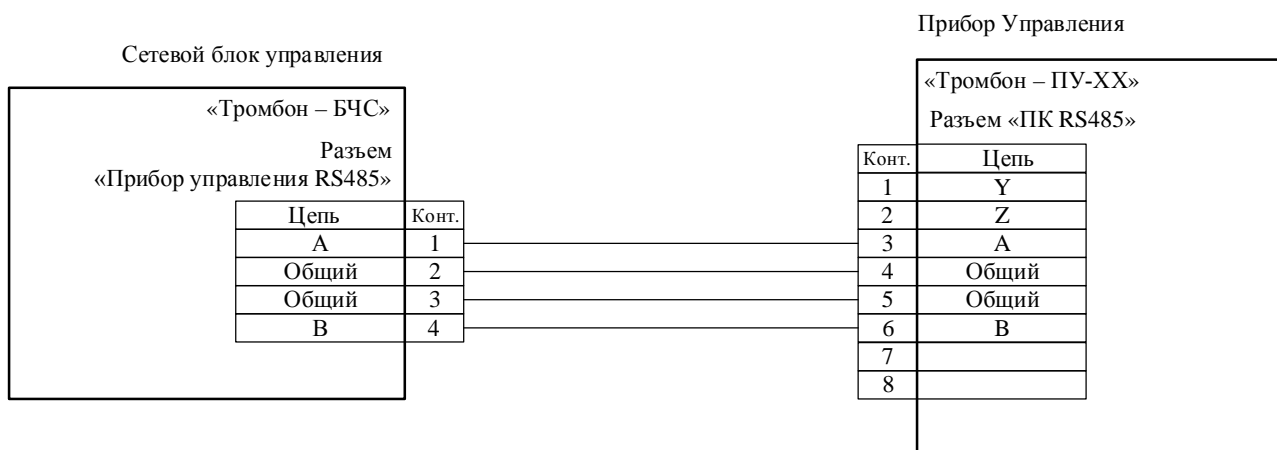 Прибор Управления
Сетевой блок управления
«Тромбон – БЧС»
Разъем
«Прибор управления RS485»
Цепь Конт.
A 1
Общий 2
Общий 3
B 4
«Тромбон – ПУ-ХХ»
Разъем «ПК RS485»
Конт. Цепь
1 Y
2 Z
3 A
4 Общий
5 Общий
6 B
7
8